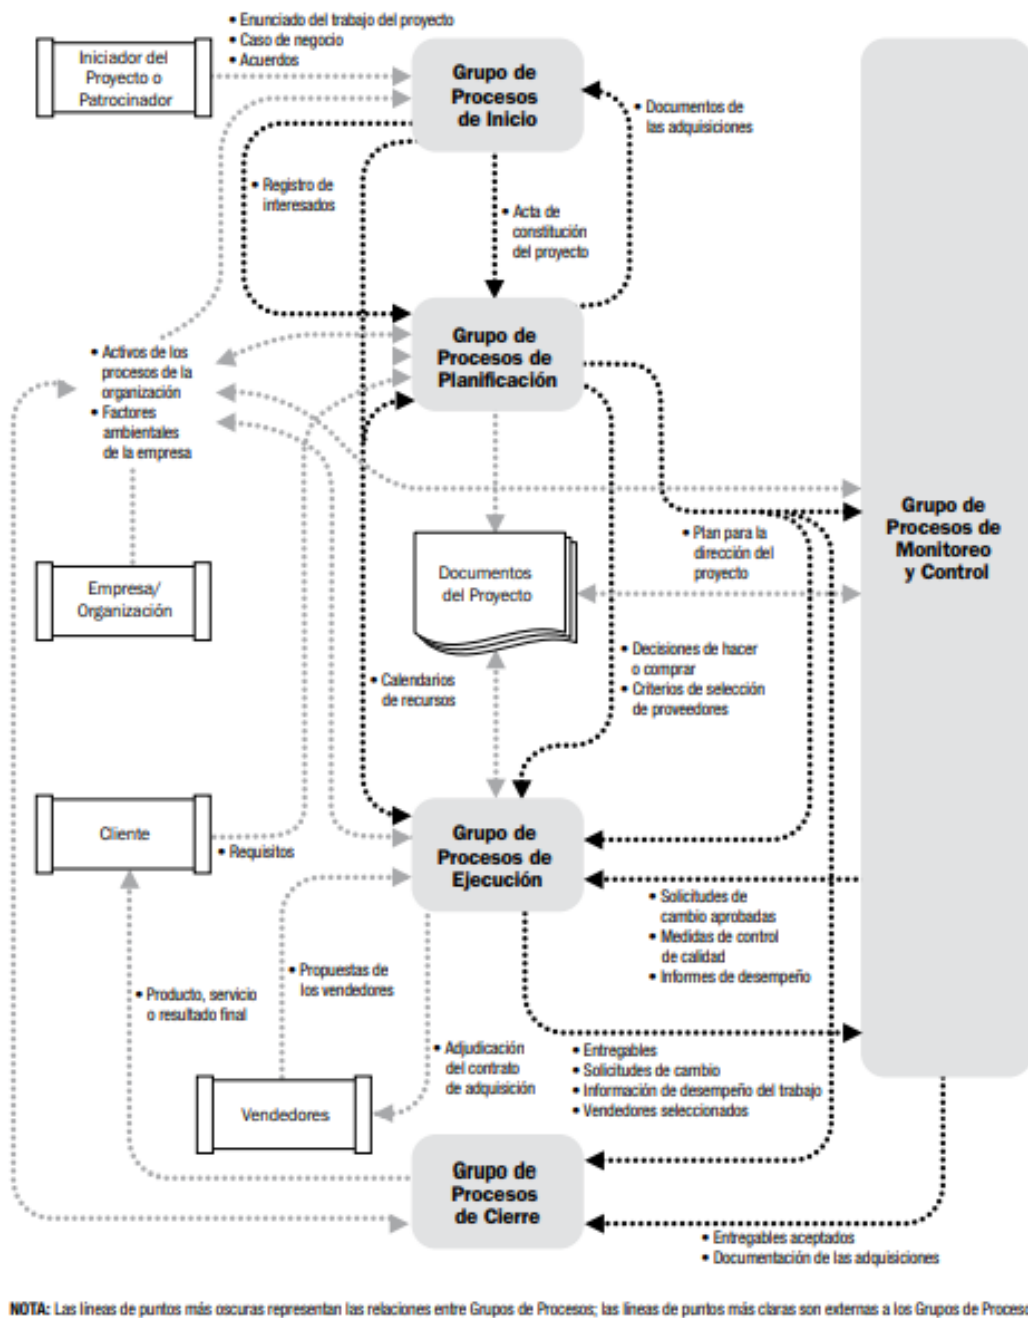 • Enunciado del trabajo del proyecto
• Caso de negocio
• Acuerdos
Iniciador del
Proyecto o
Patrocinador
Grupo de
Procesos
de Inicio
• Documentos de
las adquisiciones
• Registro de
interesados
• Acta de
constitución
del proyecto
Grupo de
Procesos de
Planificación
• Activos de los
procesos de la
organización
• Factores
ambientales
de la empresa
Grupo de
Procesos de
Monitoreo
y Control
• Plan para la
dirección del
proyecto
Documentos
del Proyecto
Empresa/
Organización
• Decisiones de hacer
o comprar
• Criterios de selección
de proveedores
• Calendarios
de recursos
Cliente
• Requisitos
Grupo de
Procesos de
Ejecución
• Solicitudes de
cambio aprobadas
• Medidas de control
de calidad
• Informes de desempeño
• Propuestas de
los vendedores
• Producto, servicio
o resultado final
• Adjudicación
del contrato
de adquisición
• Entregables
• Solicitudes de cambio
• Información de desempeño del trabajo
• Vendedores seleccionados
Vendedores
Grupo de
Procesos
de Cierre
• Entregables aceptados
• Documentación de las adquisiciones
NOTA: Las líneas de puntos más oscuras representan las relaciones entre Grupos de Procesos; las líneas de puntos más claras son externas a los Grupos de Proceso